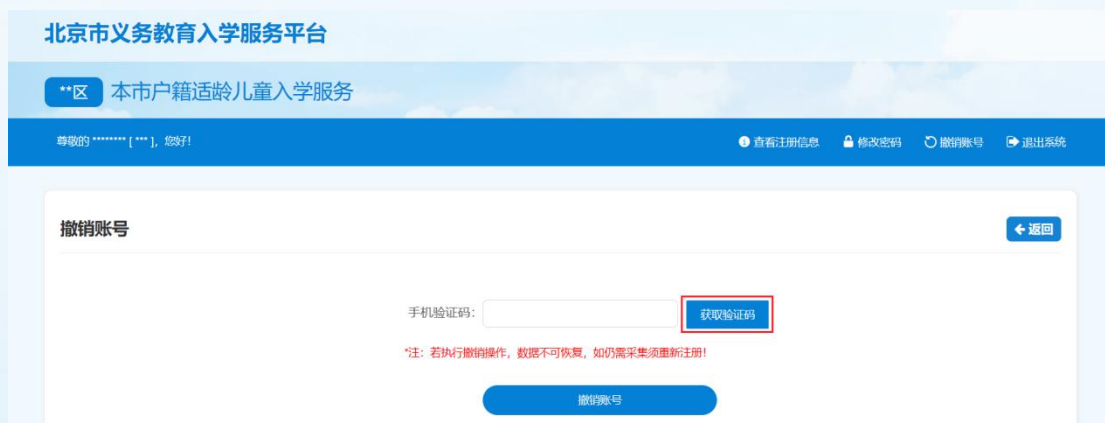 北京市义务教育入学服务平台
**区 本市户籍适龄儿童入学服务
尊敬的 ******** [ *** ]，您好! 查看注册信息 修改密码 撤销账号 退出系统
撤销账号 返回
手机验证码: 获取验证码
*注：若执行撤销操作，数据不可恢复，如仍需采集须重新注册!
撤销账号